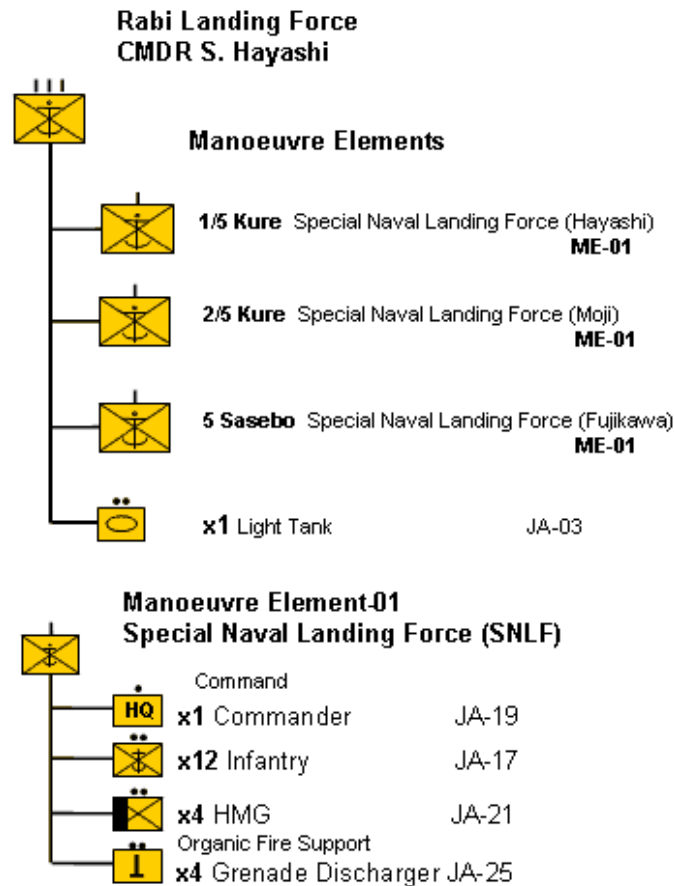 Rabi Landing Force
CMDR S. Hayashi
Manoeuvre Elements
1/5 Kure Special Naval Landing Force (Hayashi)
ME-01
2/5 Kure Special Naval Landing Force (Moji)
ME-01
5 Sasebo Special Naval Landing Force (Fujikawa)
ME-01
x1 Light Tank JA-03
Manoeuvre Element-01
Special Naval Landing Force (SNLF)
Command
HQ x1 Commander JA-19
x12 Infantry JA-17
x4 HMG JA-21
Organic Fire Support
x4 Grenade Discharger JA-25